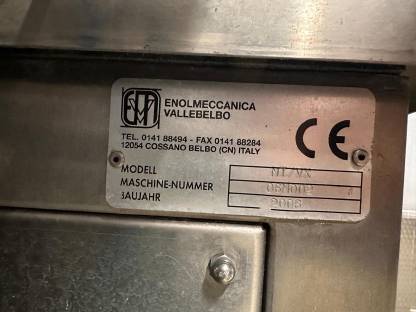 ENOLMECCANICA
VALLEBELBO
TEL. 0141 88494 - FAX 0141 88284
12054 COSSANO BELBO (CN) ITALY
CE
MODELL
MASCHINE-NUMMER
BAUJAHR 2008